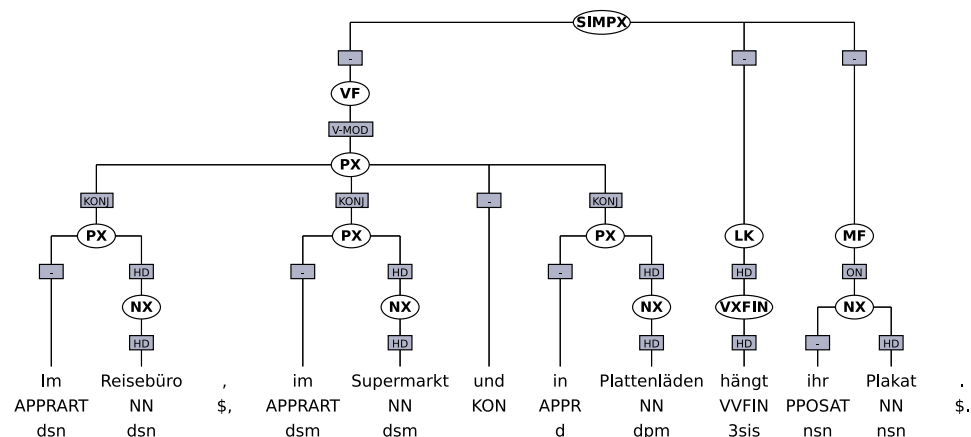 SIMPX
- - -
VF
V-MOD
PX
KONJ KONJ - KONJ
PX PX PX LK MF
- HD - HD - HD HD ON
NX NX NX VXFIN NX
HD HD HD HD - HD
Im Reisebüro , im Supermarkt und in Plattenläden hängt ihr Plakat .
APPRART NN $, APPRART NN KON APPR NN VVFIN PPOSAT NN $.
dsn dsn dsm dsm d dpm 3sis nsn nsn